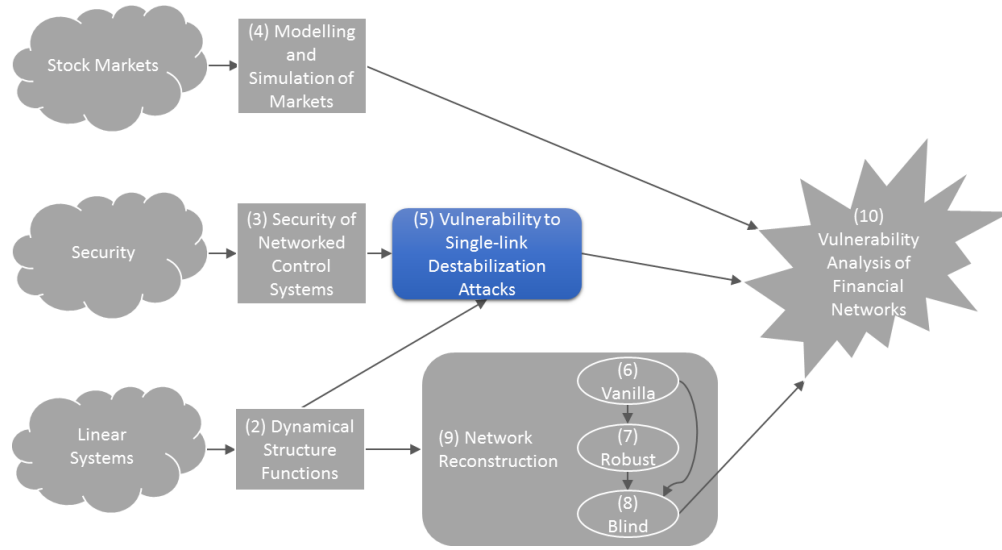 Stock Markets
(4) Modelling
and
Simulation of
Markets
Security
(3) Security of
Networked
Control
Systems
(5) Vulnerability to
Single-link
Destabilization
Attacks
(10)
Vulnerability
Analysis of
Financial
Networks
Linear
Systems
(2) Dynamical
Structure
Functions
(9) Network
Reconstruction
(6)
Vanilla
(7)
Robust
(8)
Blind